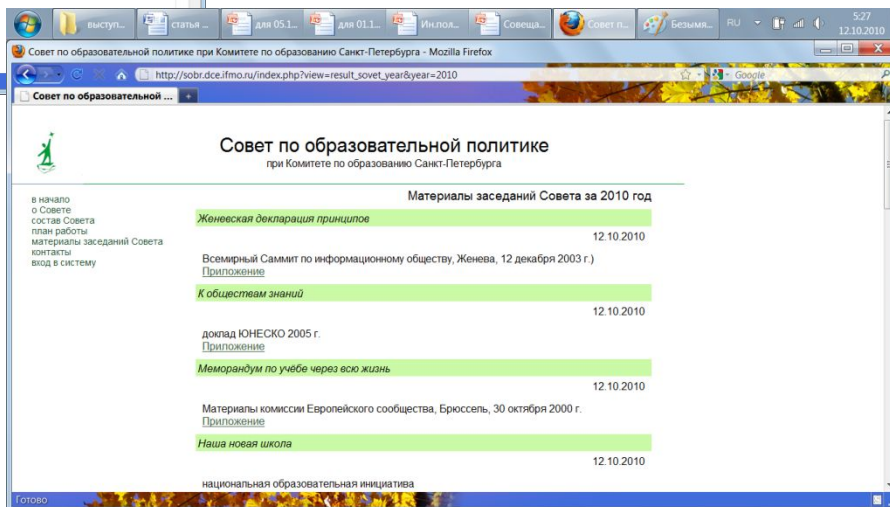 выступ...
статья ...
для 05.1...
для 01.1...
Ин.пол...
Совеща...
Совет п...
Безымя...
RU
5:27
12.10.2010
Совет по образовательной политике при Комитете по образованию Санкт-Петербурга - Mozilla Firefox
http://sobr.dce.ifmo.ru/index.php?view=result_sovet_year&year=2010
Google
Совет по образовательной ...
Совет по образовательной политике
при Комитете по образованию Санкт-Петербурга
в начало
о Совете
состав Совета
план работы
материалы заседаний Совета
контакты
вход в систему
Материалы заседаний Совета за 2010 год
Женевская декларация принципов
12.10.2010
Всемирный Саммит по информационному обществу, Женева, 12 декабря 2003 г.)
Приложение
К обществам знаний
12.10.2010
доклад ЮНЕСКО 2005 г.
Приложение
Меморандум по учёбе через всю жизнь
12.10.2010
Материалы комиссии Европейского сообщества, Брюссель, 30 октября 2000 г.
Приложение
Наша новая школа
12.10.2010
национальная образовательная инициатива
Готово